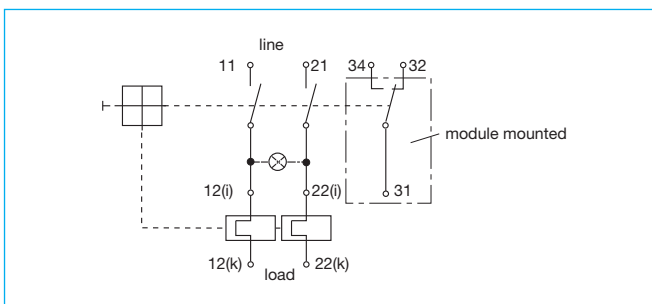 line
11 21 34 32
module mounted
12(i) 22(i) 31
12(k) 22(k)
load